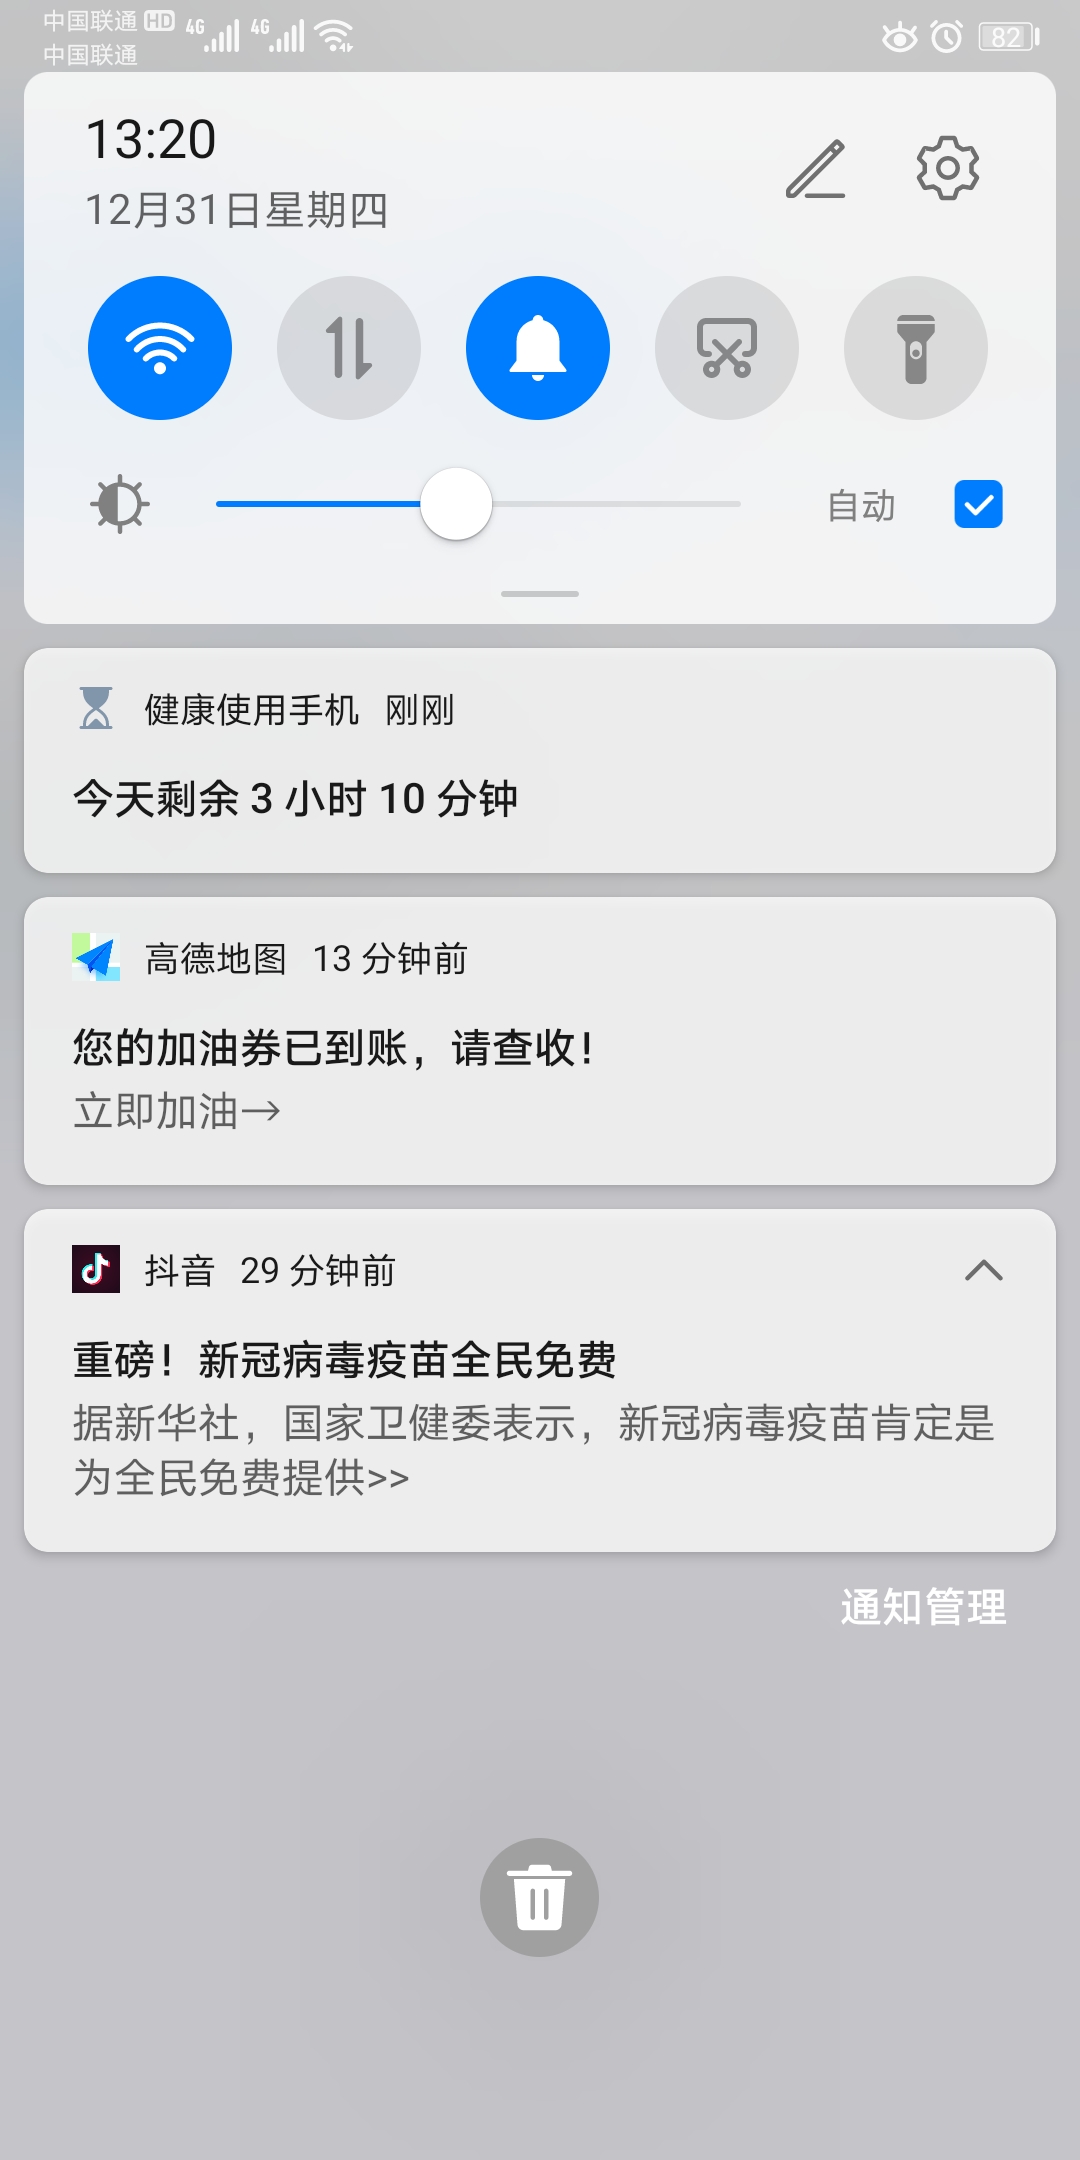 中国联通 HD 4G 4G
中国联通
82
13:20
12月31日星期四
自动
健康使用手机 刚刚
今天剩余 3 小时 10 分钟
高德地图 13 分钟前
您的加油券已到账，请查收！
立即加油→
抖音 29 分钟前
重磅！新冠病毒疫苗全民免费
据新华社，国家卫健委表示，新冠病毒疫苗肯定是
为全民免费提供>>
通知管理